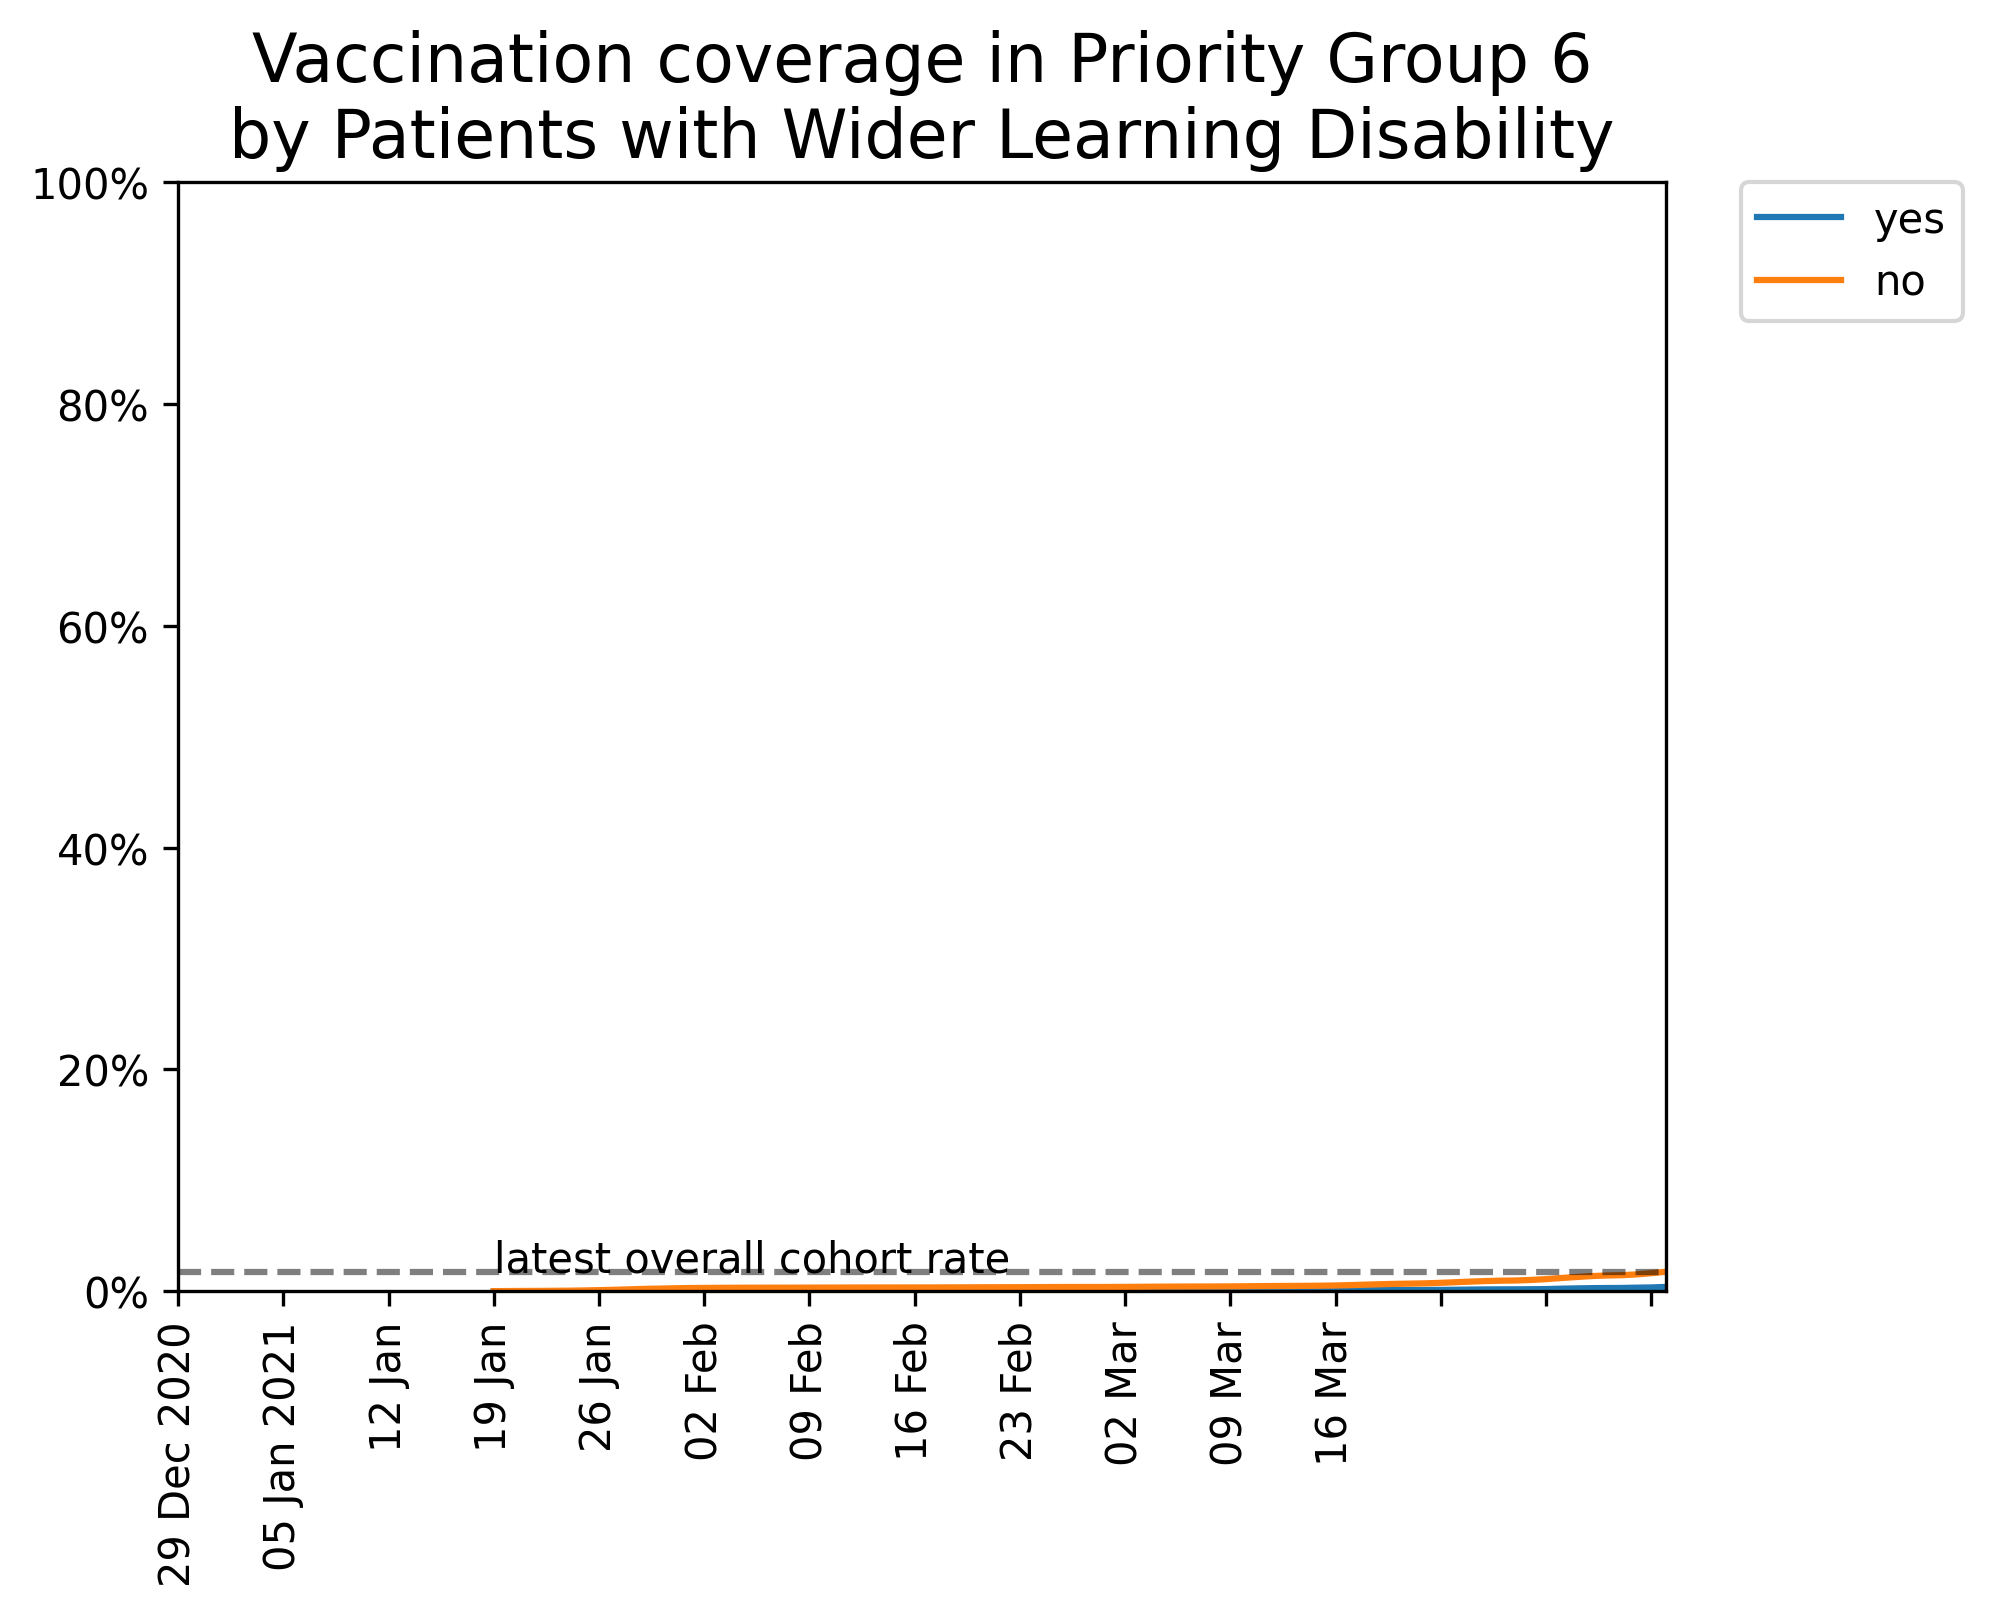 Vaccination coverage in Priority Group 6
by Patients with Wider Learning Disability
100%
80%
60%
40%
20%
0%
yes
no
latest overall cohort rate
29 Dec 2020
05 Jan 2021
12 Jan
19 Jan
26 Jan
02 Feb
09 Feb
16 Feb
23 Feb
02 Mar
09 Mar
16 Mar